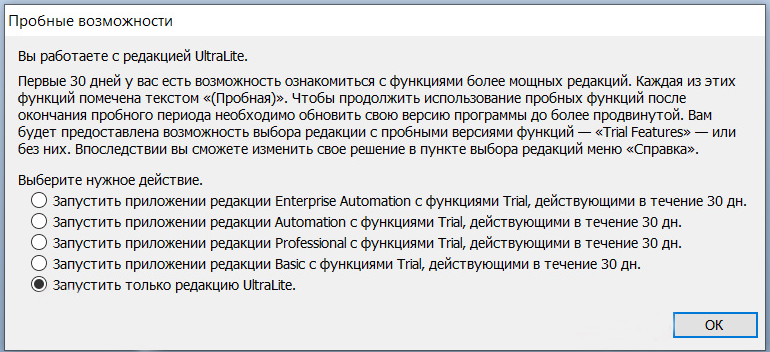 Пробные возможности
Вы работаете с редакцией UltraLite.
Первые 30 дней у вас есть возможность ознакомиться с функциями более мощных редакций. Каждая из этих
функций помечена текстом «(Пробная)». Чтобы продолжить использование пробных функций после
окончания пробного периода необходимо обновить свою версию программы до более продвинутой. Вам
будет предоставлена возможность выбора редакции с пробными версиями функций — «Trial Features» — или
без них. Впоследствии вы сможете изменить свое решение в пункте выбора редакций меню «Справка».
Выберите нужное действие.
Запустить приложении редакции Enterprise Automation с функциями Trial, действующими в течение 30 дн.
Запустить приложении редакции Automation с функциями Trial, действующими в течение 30 дн.
Запустить приложении редакции Professional с функциями Trial, действующими в течение 30 дн.
Запустить приложении редакции Basic с функциями Trial, действующими в течение 30 дн.
Запустить только редакцию UltraLite.
ОК